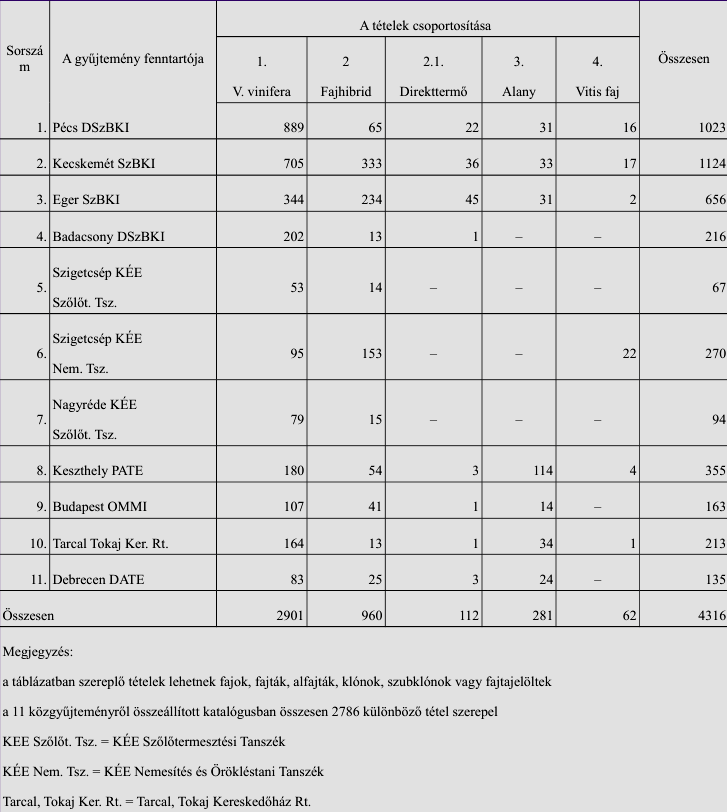 A tételek csoportosítása
Sorszá
m
A gyűjtemény fenntartója
1.
2
2.1.
3.
4.
Összesen
V. vinifera
Fajhibrid
Direkttermő
Alany
Vitis faj
1. Pécs DSzBKI 889 65 22 31 16 1023
2. Kecskemét SzBKI 705 333 36 33 17 1124
3. Eger SzBKI 344 234 45 31 2 656
4. Badacsony DSzBKI 202 13 1 – – 216
Szigetcsép KÉE
5. 53 14 – – – 67
Szőlőt. Tsz.
Szigetcsép KÉE
6. 95 153 – – 22 270
Nem. Tsz.
Nagyréde KÉE
7. 79 15 – – – 94
Szőlőt. Tsz.
8. Keszthely PATE 180 54 3 114 4 355
9. Budapest OMMI 107 41 1 14 – 163
10. Tarcal Tokaj Ker. Rt. 164 13 1 34 1 213
11. Debrecen DATE 83 25 3 24 – 135
Összesen 2901 960 112 281 62 4316
Megjegyzés:
a táblázatban szereplő tételek lehetnek fajok, fajták, alfajták, klónok, szubklónok vagy fajtajelöltek
a 11 közgyűjteményről összeállított katalógusban összesen 2786 különböző tétel szerepel
KEE Szőlőt. Tsz. = KÉE Szőlőtermesztési Tanszék
KÉE Nem. Tsz. = KÉE Nemesítés és Örökléstani Tanszék
Tarcal, Tokaj Ker. Rt. = Tarcal, Tokaj Kereskedőház Rt.